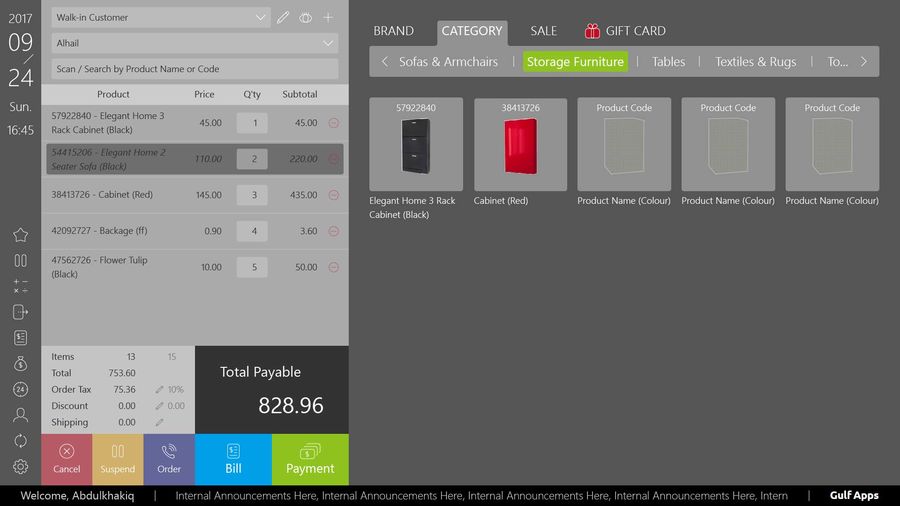 2017
09
24
Sun.
16:45
Walk-in Customer
Alhail
Scan / Search by Product Name or Code
Product Price Q'ty Subtotal
57922840 - Elegant Home 3
Rack Cabinet (Black) 45.00 1 45.00
54415206 - Elegant Home 2
Seater Sofa (Black) 110.00 2 220.00
38413726 - Cabinet (Red) 145.00 3 435.00
42092727 - Backage (ff) 0.90 4 3.60
47562726 - Flower Tulip
(Black) 10.00 5 50.00
Items 13 15
Total 753.60
Order Tax 75.36 10%
Discount 0.00 0.00
Shipping 0.00
Total Payable
828.96
Cancel
Suspend
Order
Bill
Payment
24
BRAND CATEGORY SALE GIFT CARD
Sofas & Armchairs Storage Furniture Tables Textiles & Rugs To...
57922840
Elegant Home 3 Rack
Cabinet (Black)
38413726
Cabinet (Red)
Product Code
Product Name (Colour)
Product Code
Product Name (Colour)
Product Code
Product Name (Colour)
Welcome, Abdulkhakiq | Internal Announcements Here, Internal Announcements Here, Internal Announcements Here, Internal Announcements Here, Intern | Gulf Apps